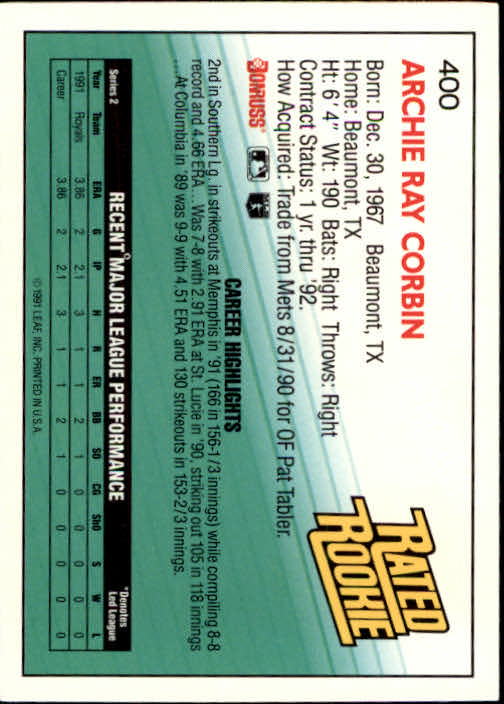 400
RATED
ROOKIE
ARCHIE RAY CORBIN
Born: Dec. 30, 1967 Beaumont, TX
Home: Beaumont, TX
Ht: 6' 4" Wt: 190 Bats: Right Throws: Right
Contract Status: 1 yr. thru '92.
How Acquired: Trade from Mets 8/31/90 for OF Pat Tabler.
DONRUSS®
CAREER HIGHLIGHTS
2nd in Southern Lg. in strikeouts at Memphis in '91 (166 in 156-1/3 innings) while compiling 8-8
record and 4.66 ERA...Was 7-8 with 2.91 ERA at St. Lucie in '90, striking out 105 in 118 innings
...At Columbia in '89 was 9-9 with 4.51 ERA and 130 strikeouts in 153-2/3 innings.
Series 2 RECENT MAJOR LEAGUE PERFORMANCE *Denotes
Led League
Year Team ERA G IP H R ER BB SO CG ShO S W L
1991 Royals 3.86 2 2.1 3 1 1 2 1 0 0 0 0 0
Career 3.86 2 2.1 3 1 1 2 1 0 0 0 0 0
© 1991 LEAF, INC. PRINTED IN U.S.A.